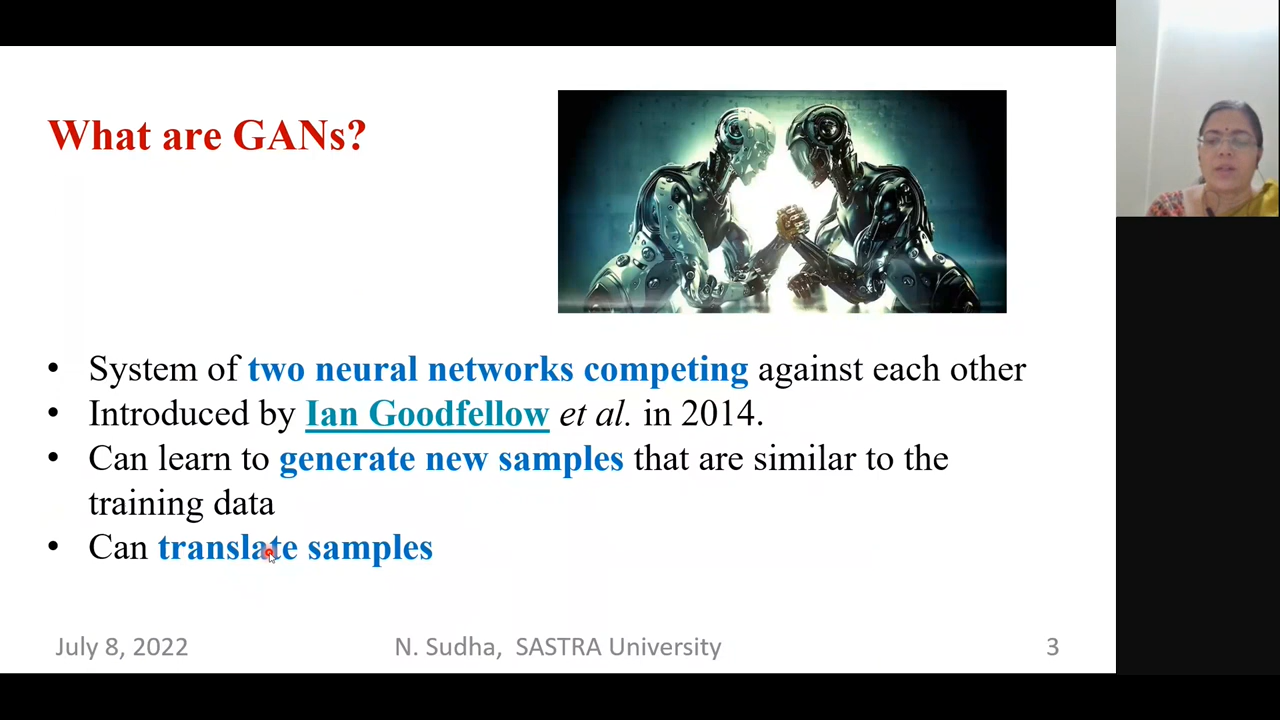 What are GANs?
• System of two neural networks competing against each other
• Introduced by Ian Goodfellow et al. in 2014.
• Can learn to generate new samples that are similar to the
training data
• Can translate samples
July 8, 2022 N. Sudha, SASTRA University 3